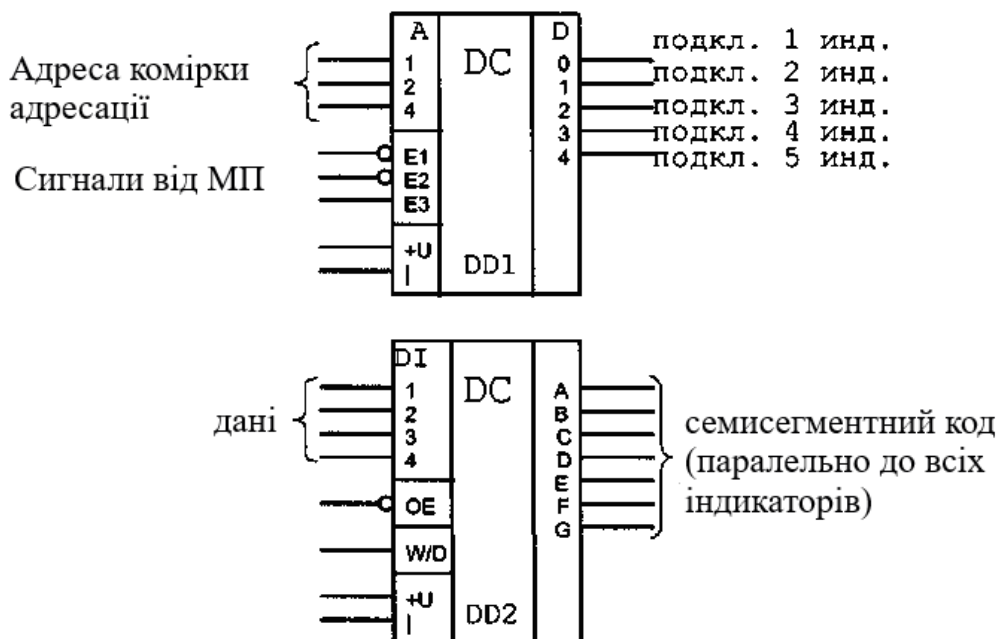 A DC D
1 0 подкл. 1 инд.
2 1 подкл. 2 инд.
4 2 подкл. 3 инд.
3 подкл. 4 инд.
4 подкл. 5 инд.
Адреса комірки
адресації
E1
E2
E3
Сигнали від МП
+U
DD1
DI DC
1 A
2 B
3 C
4 D
E
F
G
дані
семисегментний код
(паралельно до всіх
індикаторів)
OE
W/D
+U
DD2